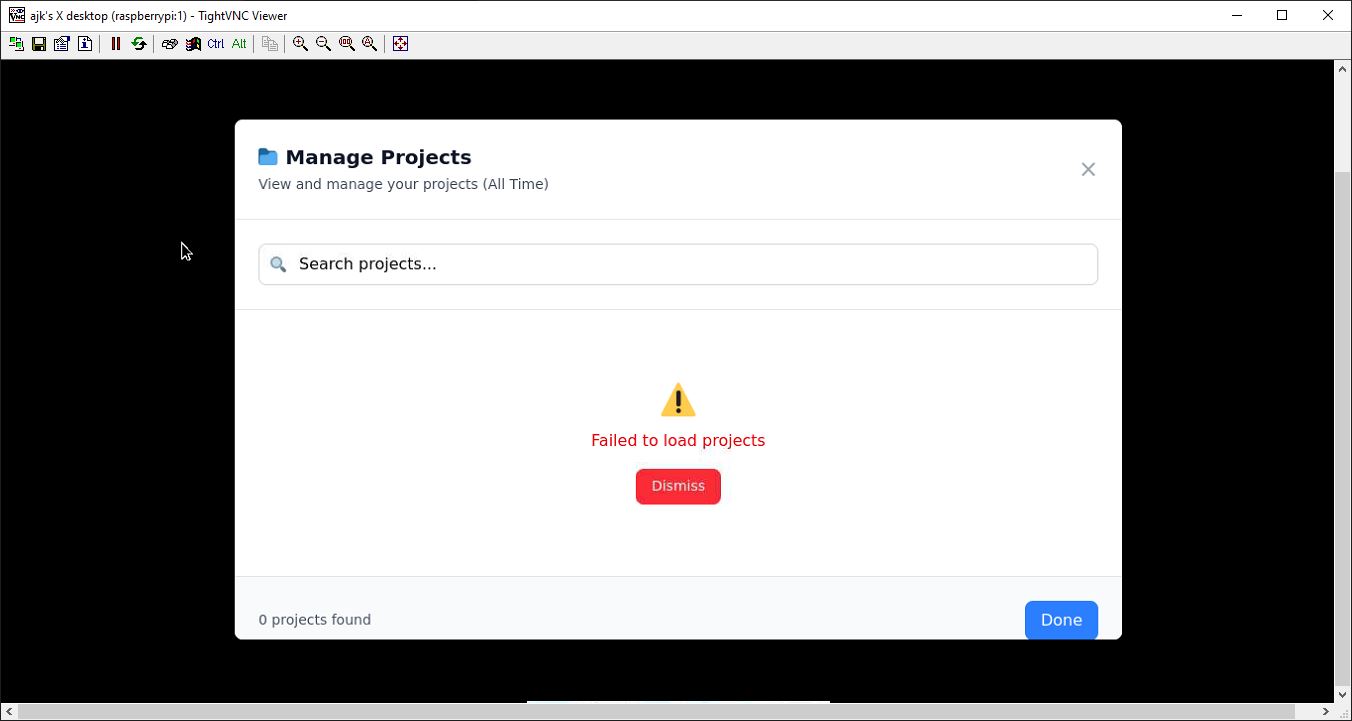 ajk's X desktop (raspberrypi:1) - TightVNC Viewer
Ctrl Alt
Manage Projects
View and manage your projects (All Time)
Search projects...
Failed to load projects
Dismiss
0 projects found
Done